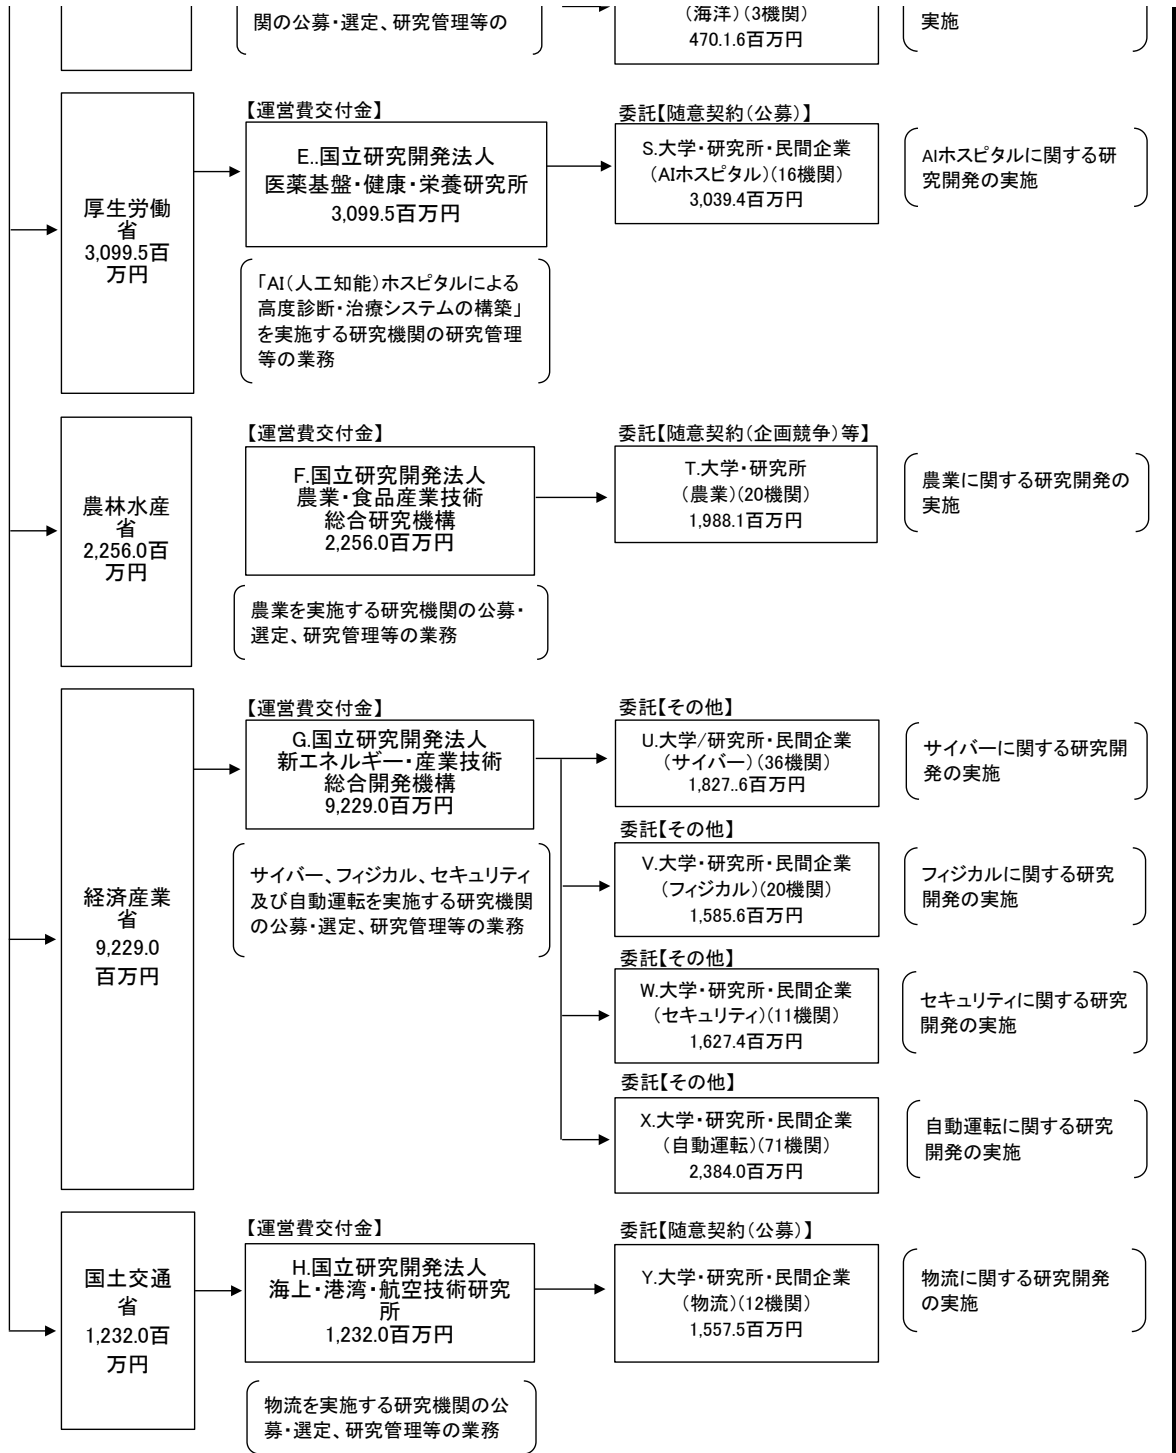 関の公募・選定、研究管理等の
(海洋)(3機関)
470.1.6百万円
実施
厚生労働
省
3,099.5百
万円
【運営費交付金】
E..国立研究開発法人
医薬基盤・健康・栄養研究所
3,099.5百万円
「AI(人工知能)ホスピタルによる
高度診断・治療システムの構築」
を実施する研究機関の研究管理
等の業務
委託【随意契約(公募)】
S.大学・研究所・民間企業
(AIホスピタル)(16機関)
3,039.4百万円
AIホスピタルに関する研
究開発の実施
農林水産
省
2,256.0百
万円
【運営費交付金】
F.国立研究開発法人
農業・食品産業技術
総合研究機構
2,256.0百万円
農業を実施する研究機関の公募・
選定、研究管理等の業務
委託【随意契約(企画競争)等】
T.大学・研究所
(農業)(20機関)
1,988.1百万円
農業に関する研究開発の
実施
経済産業
省
9,229.0
百万円
【運営費交付金】
G.国立研究開発法人
新エネルギー・産業技術
総合開発機構
9,229.0百万円
サイバー、フィジカル、セキュリティ
及び自動運転を実施する研究機関
の公募・選定、研究管理等の業務
委託【その他】
U.大学/研究所・民間企業
(サイバー)(36機関)
1,827..6百万円
サイバーに関する研究開
発の実施
委託【その他】
V.大学・研究所・民間企業
(フィジカル)(20機関)
1,585.6百万円
フィジカルに関する研究
開発の実施
委託【その他】
W.大学・研究所・民間企業
(セキュリティ)(11機関)
1,627.4百万円
セキュリティに関する研究
開発の実施
委託【その他】
X.大学・研究所・民間企業
(自動運転)(71機関)
2,384.0百万円
自動運転に関する研究
開発の実施
国土交通
省
1,232.0百
万円
【運営費交付金】
H.国立研究開発法人
海上・港湾・航空技術研究
所
1,232.0百万円
物流を実施する研究機関の公
募・選定、研究管理等の業務
委託【随意契約(公募)】
Y.大学・研究所・民間企業
(物流)(12機関)
1,557.5百万円
物流に関する研究開発
の実施